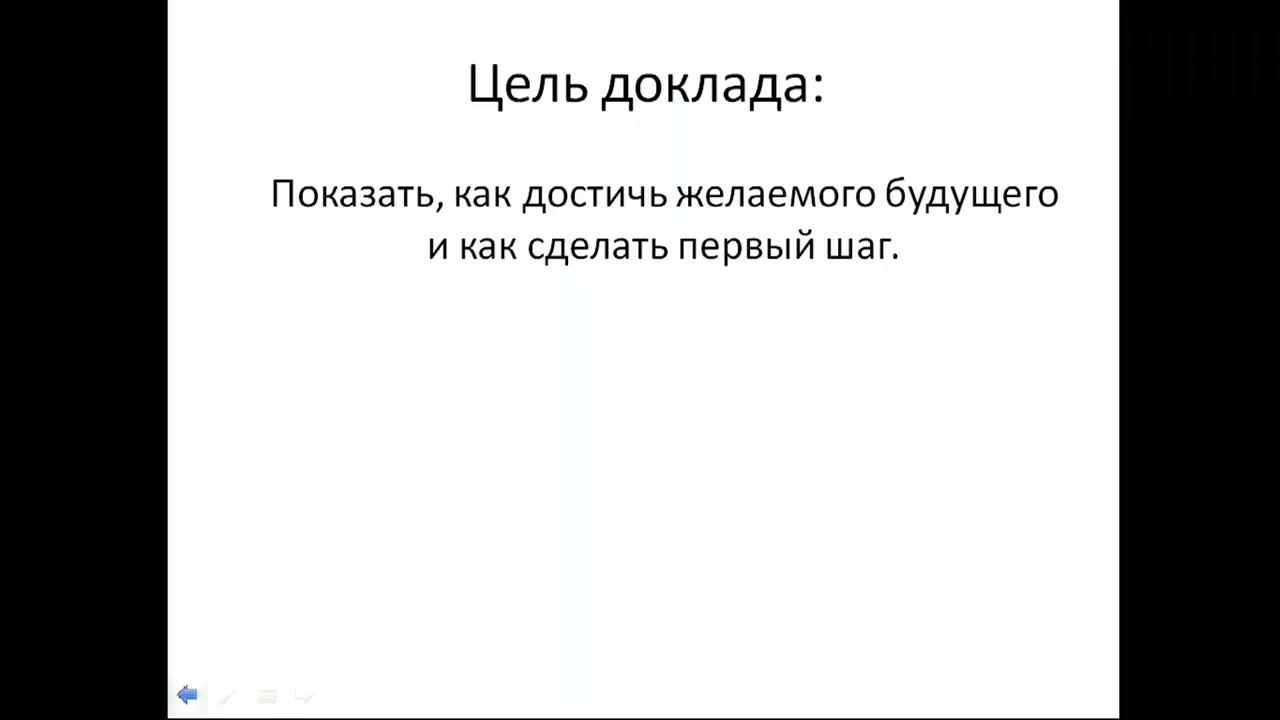 Цель доклада:
Показать, как достичь желаемого будущего
и как сделать первый шаг.